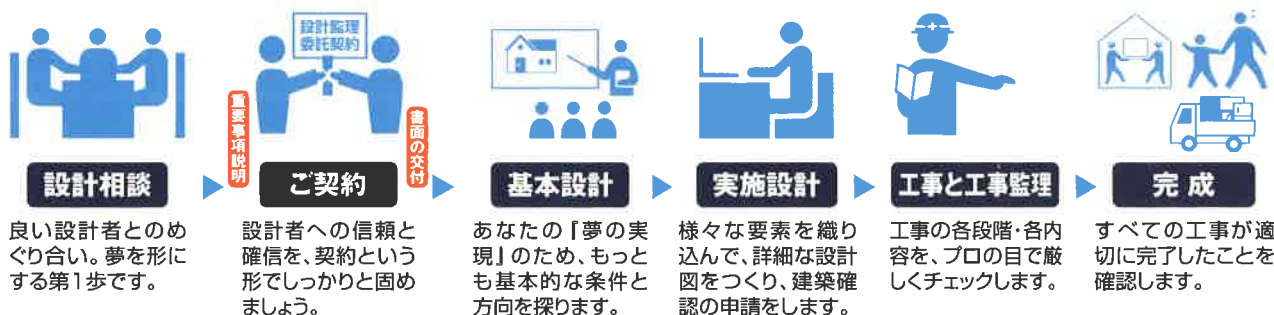 設計相談
良い設計者とのめ
ぐり合い。夢を形に
する第1歩です。
設計監理
委託契約
重要事項説明
書面の交付
ご契約
設計者への信頼と
確信を、契約という
形でしっかりと固め
ましょう。
基本設計
あなたの『夢の実
現』のため、もっと
も基本的な条件と
方向を探ります。
実施設計
様々な要素を織り
込んで、詳細な設計
図をつくり、建築確
認の申請をします。
工事と工事監理
工事の各段階・各内
容を、プロの目で厳
しくチェックします。
完成
すべての工事が適
切に完了したことを
確認します。